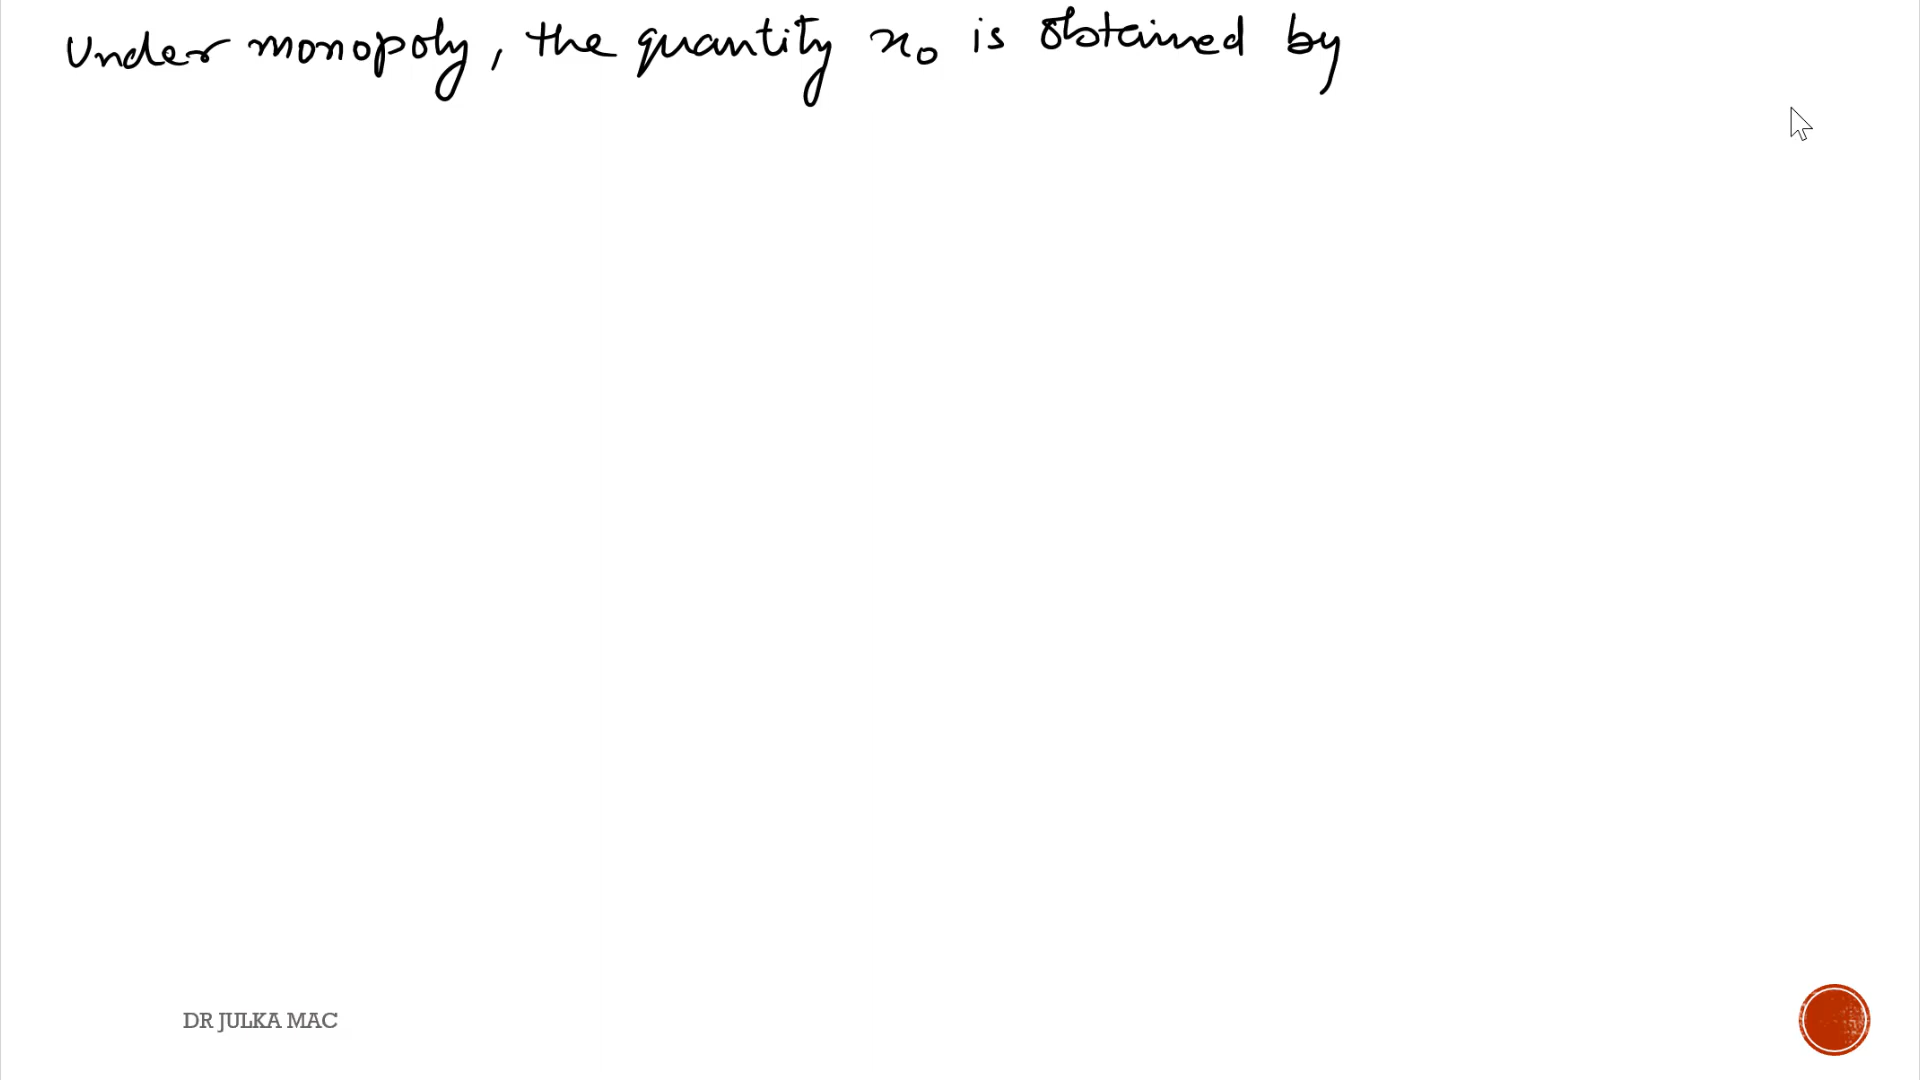 Under monopoly, the quantity x₀ is obtained by
DR JULKA MAC